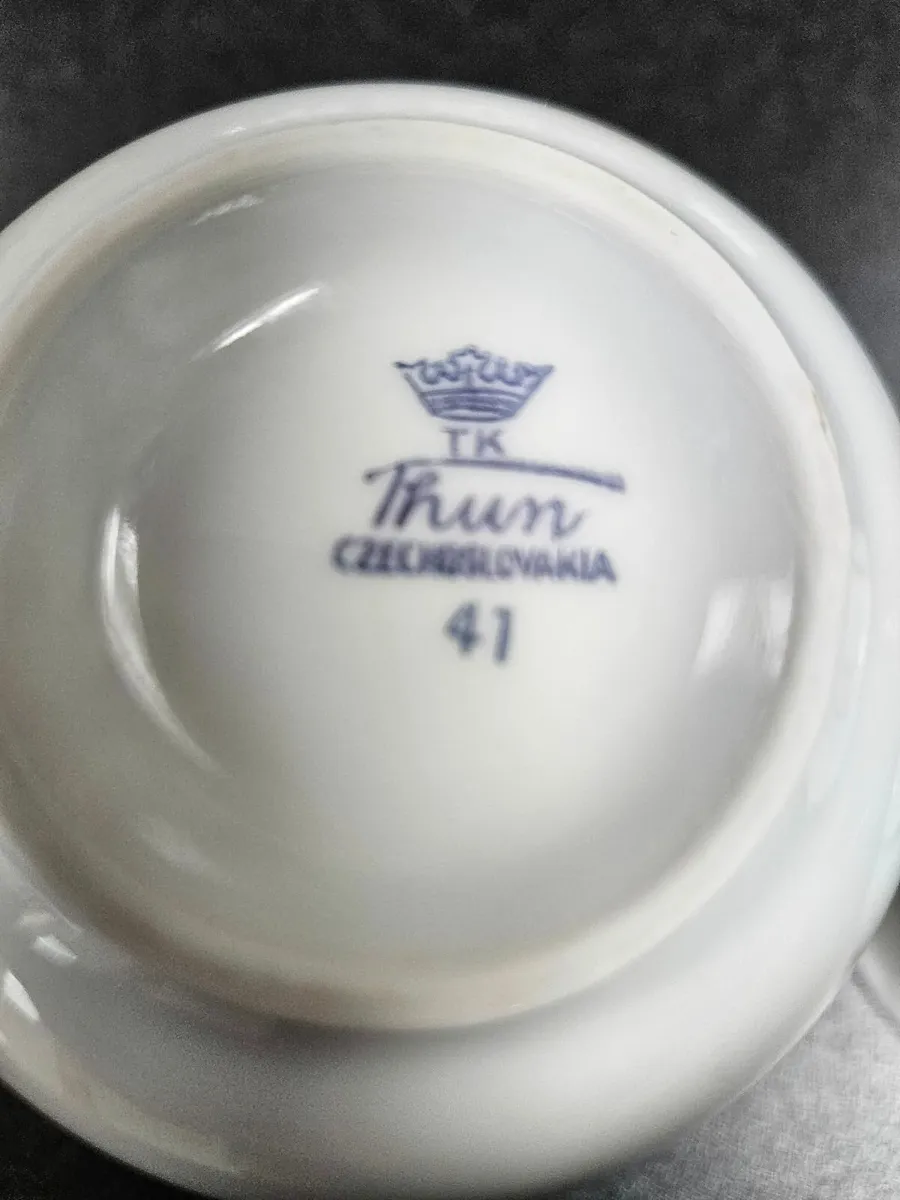 TK
Thun
CZECHOSLOVAKIA
41